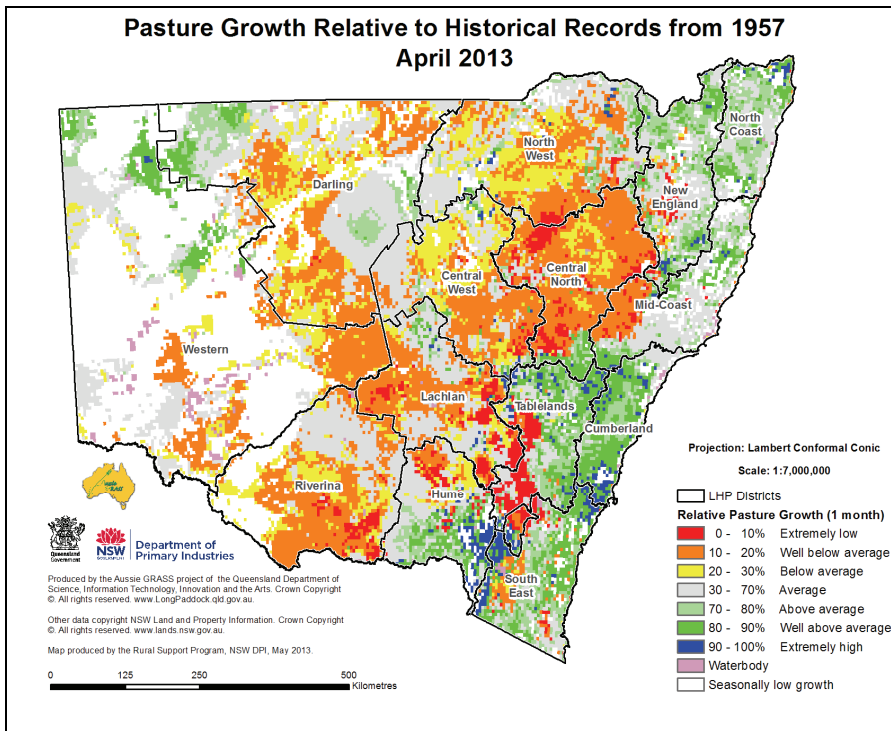 Pasture Growth Relative to Historical Records from 1957
April 2013
North
Coast
North
West
Darling
New
England
Central
West
Central
North
Mid-Coast
Western
Lachlan
Tablelands
Cumberland
Riverina
Hume
South
East
Projection: Lambert Conformal Conic
Scale: 1:7,000,000
LHP Districts
Relative Pasture Growth (1 month)
0 - 10% Extremely low
10 - 20% Well below average
20 - 30% Below average
30 - 70% Average
70 - 80% Above average
80 - 90% Well above average
90 - 100% Extremely high
Waterbody
Seasonally low growth
Aussie
GRASS
Queensland
Government
NSW
GOVERNMENT
Department of
Primary Industries
Produced by the Aussie GRASS project of the Queensland Department of
Science, Information Technology, Innovation and the Arts. Crown Copyright
©. All rights reserved. www.LongPaddock.qld.gov.au.
Other data copyright NSW Land and Property Information. Crown Copyright
©. All rights reserved. www.lands.nsw.gov.au.
Map produced by the Rural Support Program, NSW DPI, May 2013.
0 125 250 500
Kilometres